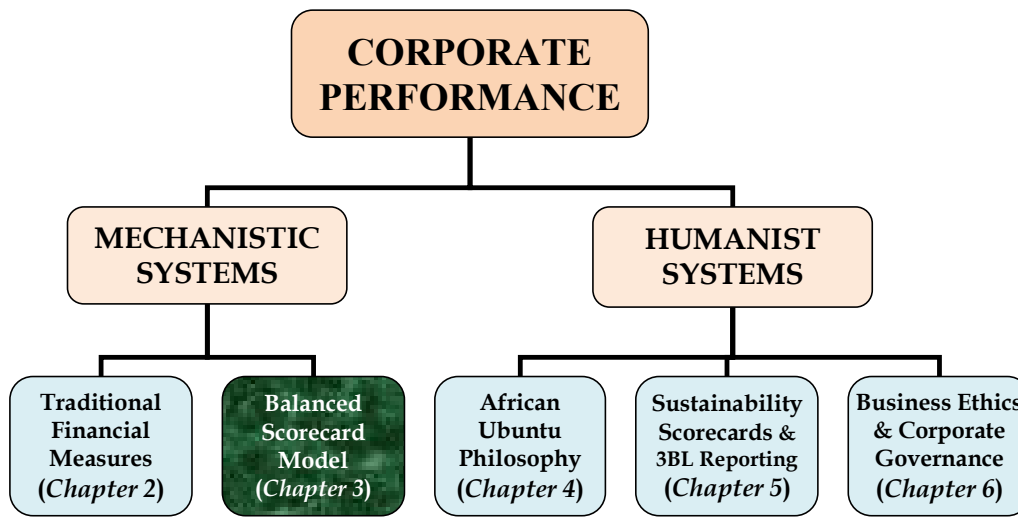 CORPORATE
PERFORMANCE
MECHANISTIC
SYSTEMS
HUMANIST
SYSTEMS
Traditional
Financial
Measures
(Chapter 2)
Balanced
Scorecard
Model
(Chapter 3)
African
Ubuntu
Philosophy
(Chapter 4)
Sustainability
Scorecards &
3BL Reporting
(Chapter 5)
Business Ethics
& Corporate
Governance
(Chapter 6)